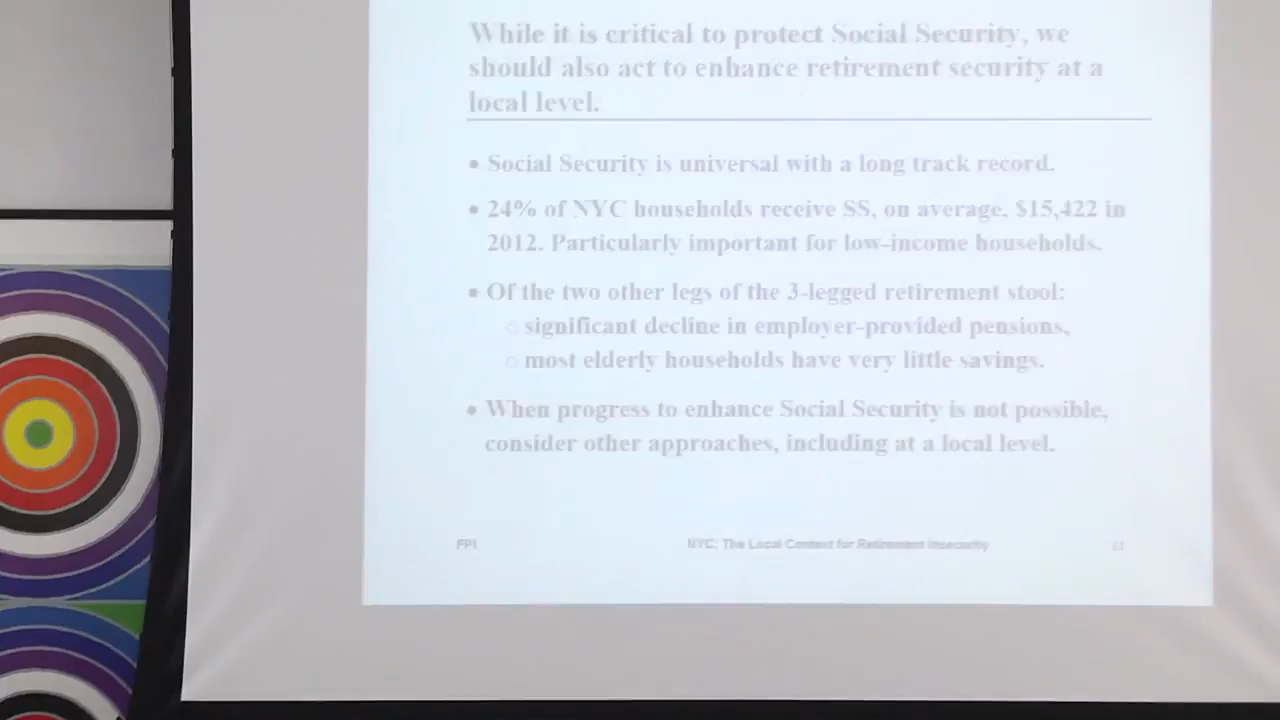 While it is critical to protect Social Security, we
should also act to enhance retirement security at a
local level.
• Social Security is universal with a long track record.
• 24% of NYC households receive SS, on average, $15,422 in
2012. Particularly important for low-income households.
• Of the two other legs of the 3-legged retirement stool:
○ significant decline in employer-provided pensions,
○ most elderly households have very little savings.
• When progress to enhance Social Security is not possible,
consider other approaches, including at a local level.
FPI
NYC: The Local Context for Retirement Insecurity